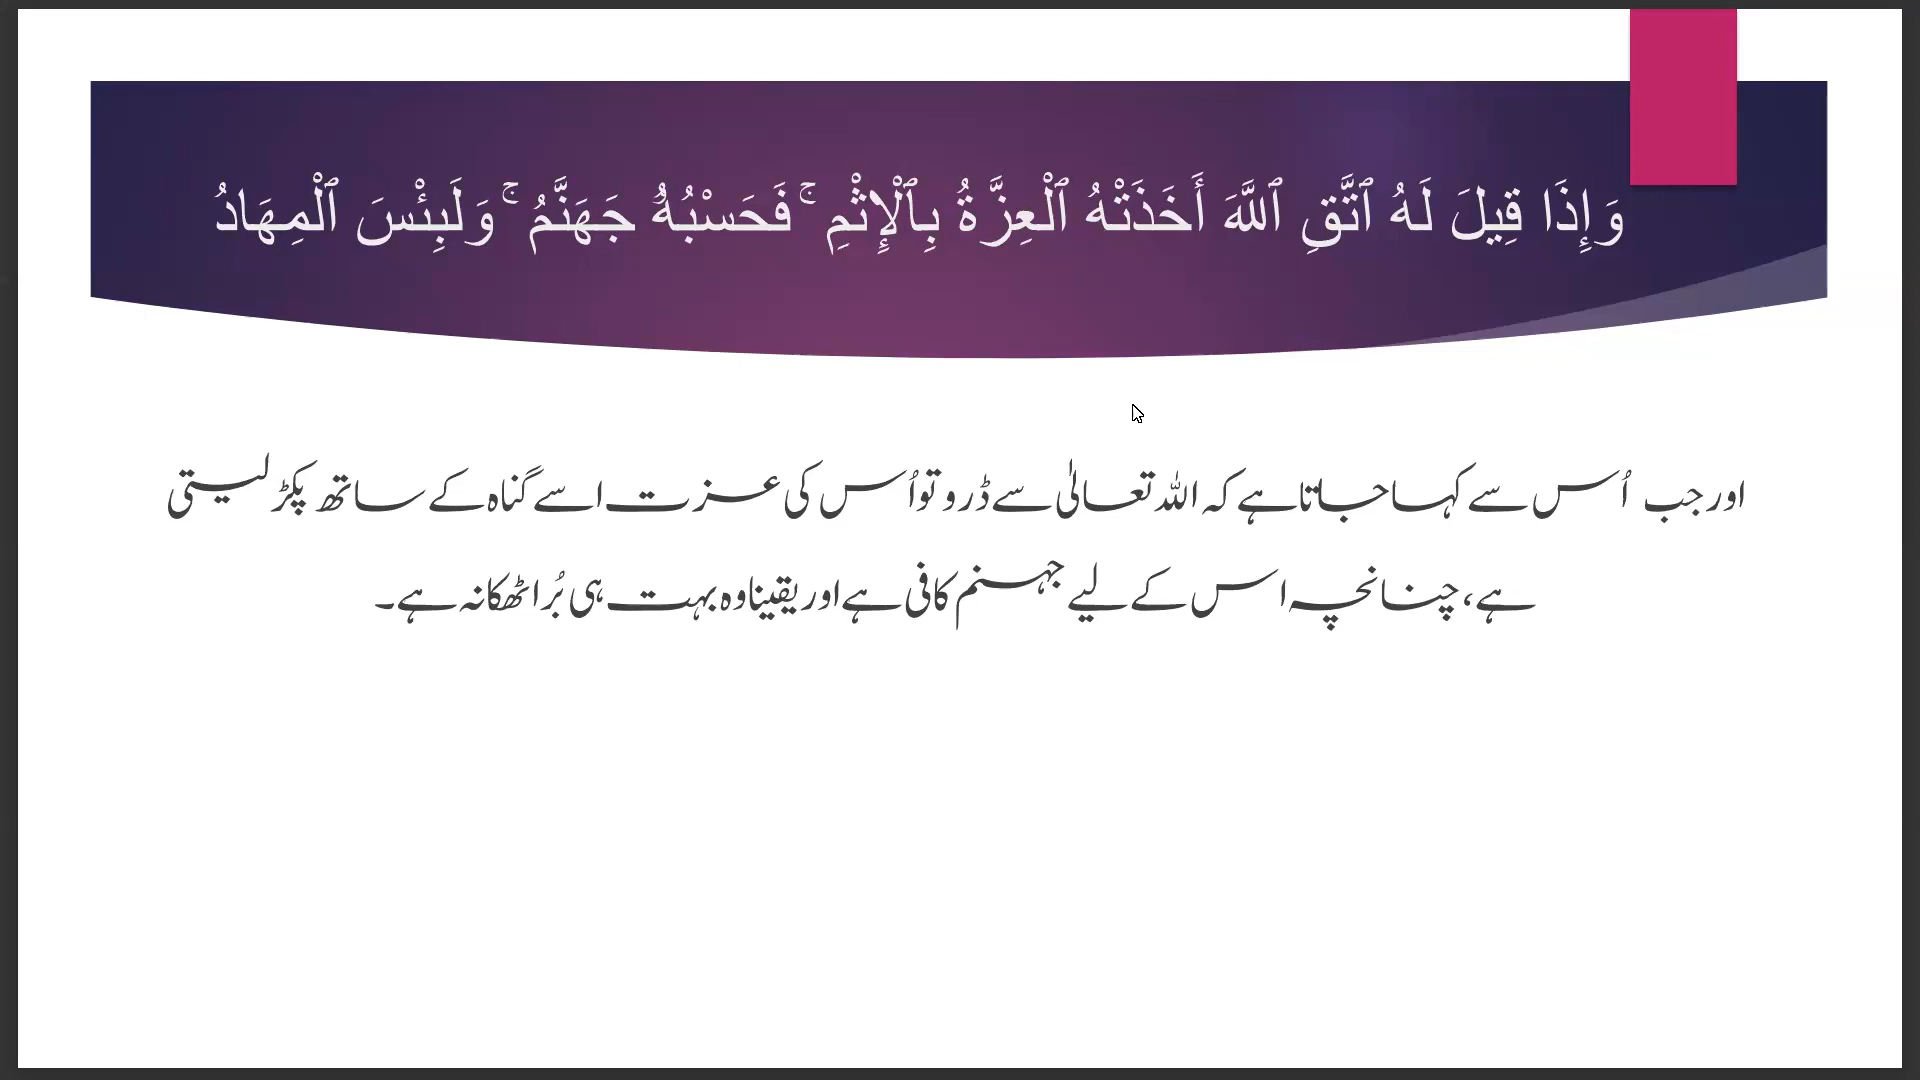 وَإِذَا قِيلَ لَهُ ٱتَّقِ ٱللَّهَ أَخَذَتْهُ ٱلْعِزَّةُ بِٱلْإِثْمِ ۚ فَحَسْبُهُۥ جَهَنَّمُ ۚ وَلَبِئْسَ ٱلْمِهَادُ
اور جب اُس سے کہا جاتا ہے کہ اللہ تعالیٰ سے ڈرو تو اُس کی عزت اسے گناہ کے ساتھ پکڑ لیتی
ہے، چنانچہ اس کے لیے جہنم کافی ہے اور یقینا وہ بہت ہی بُرا ٹھکانہ ہے۔